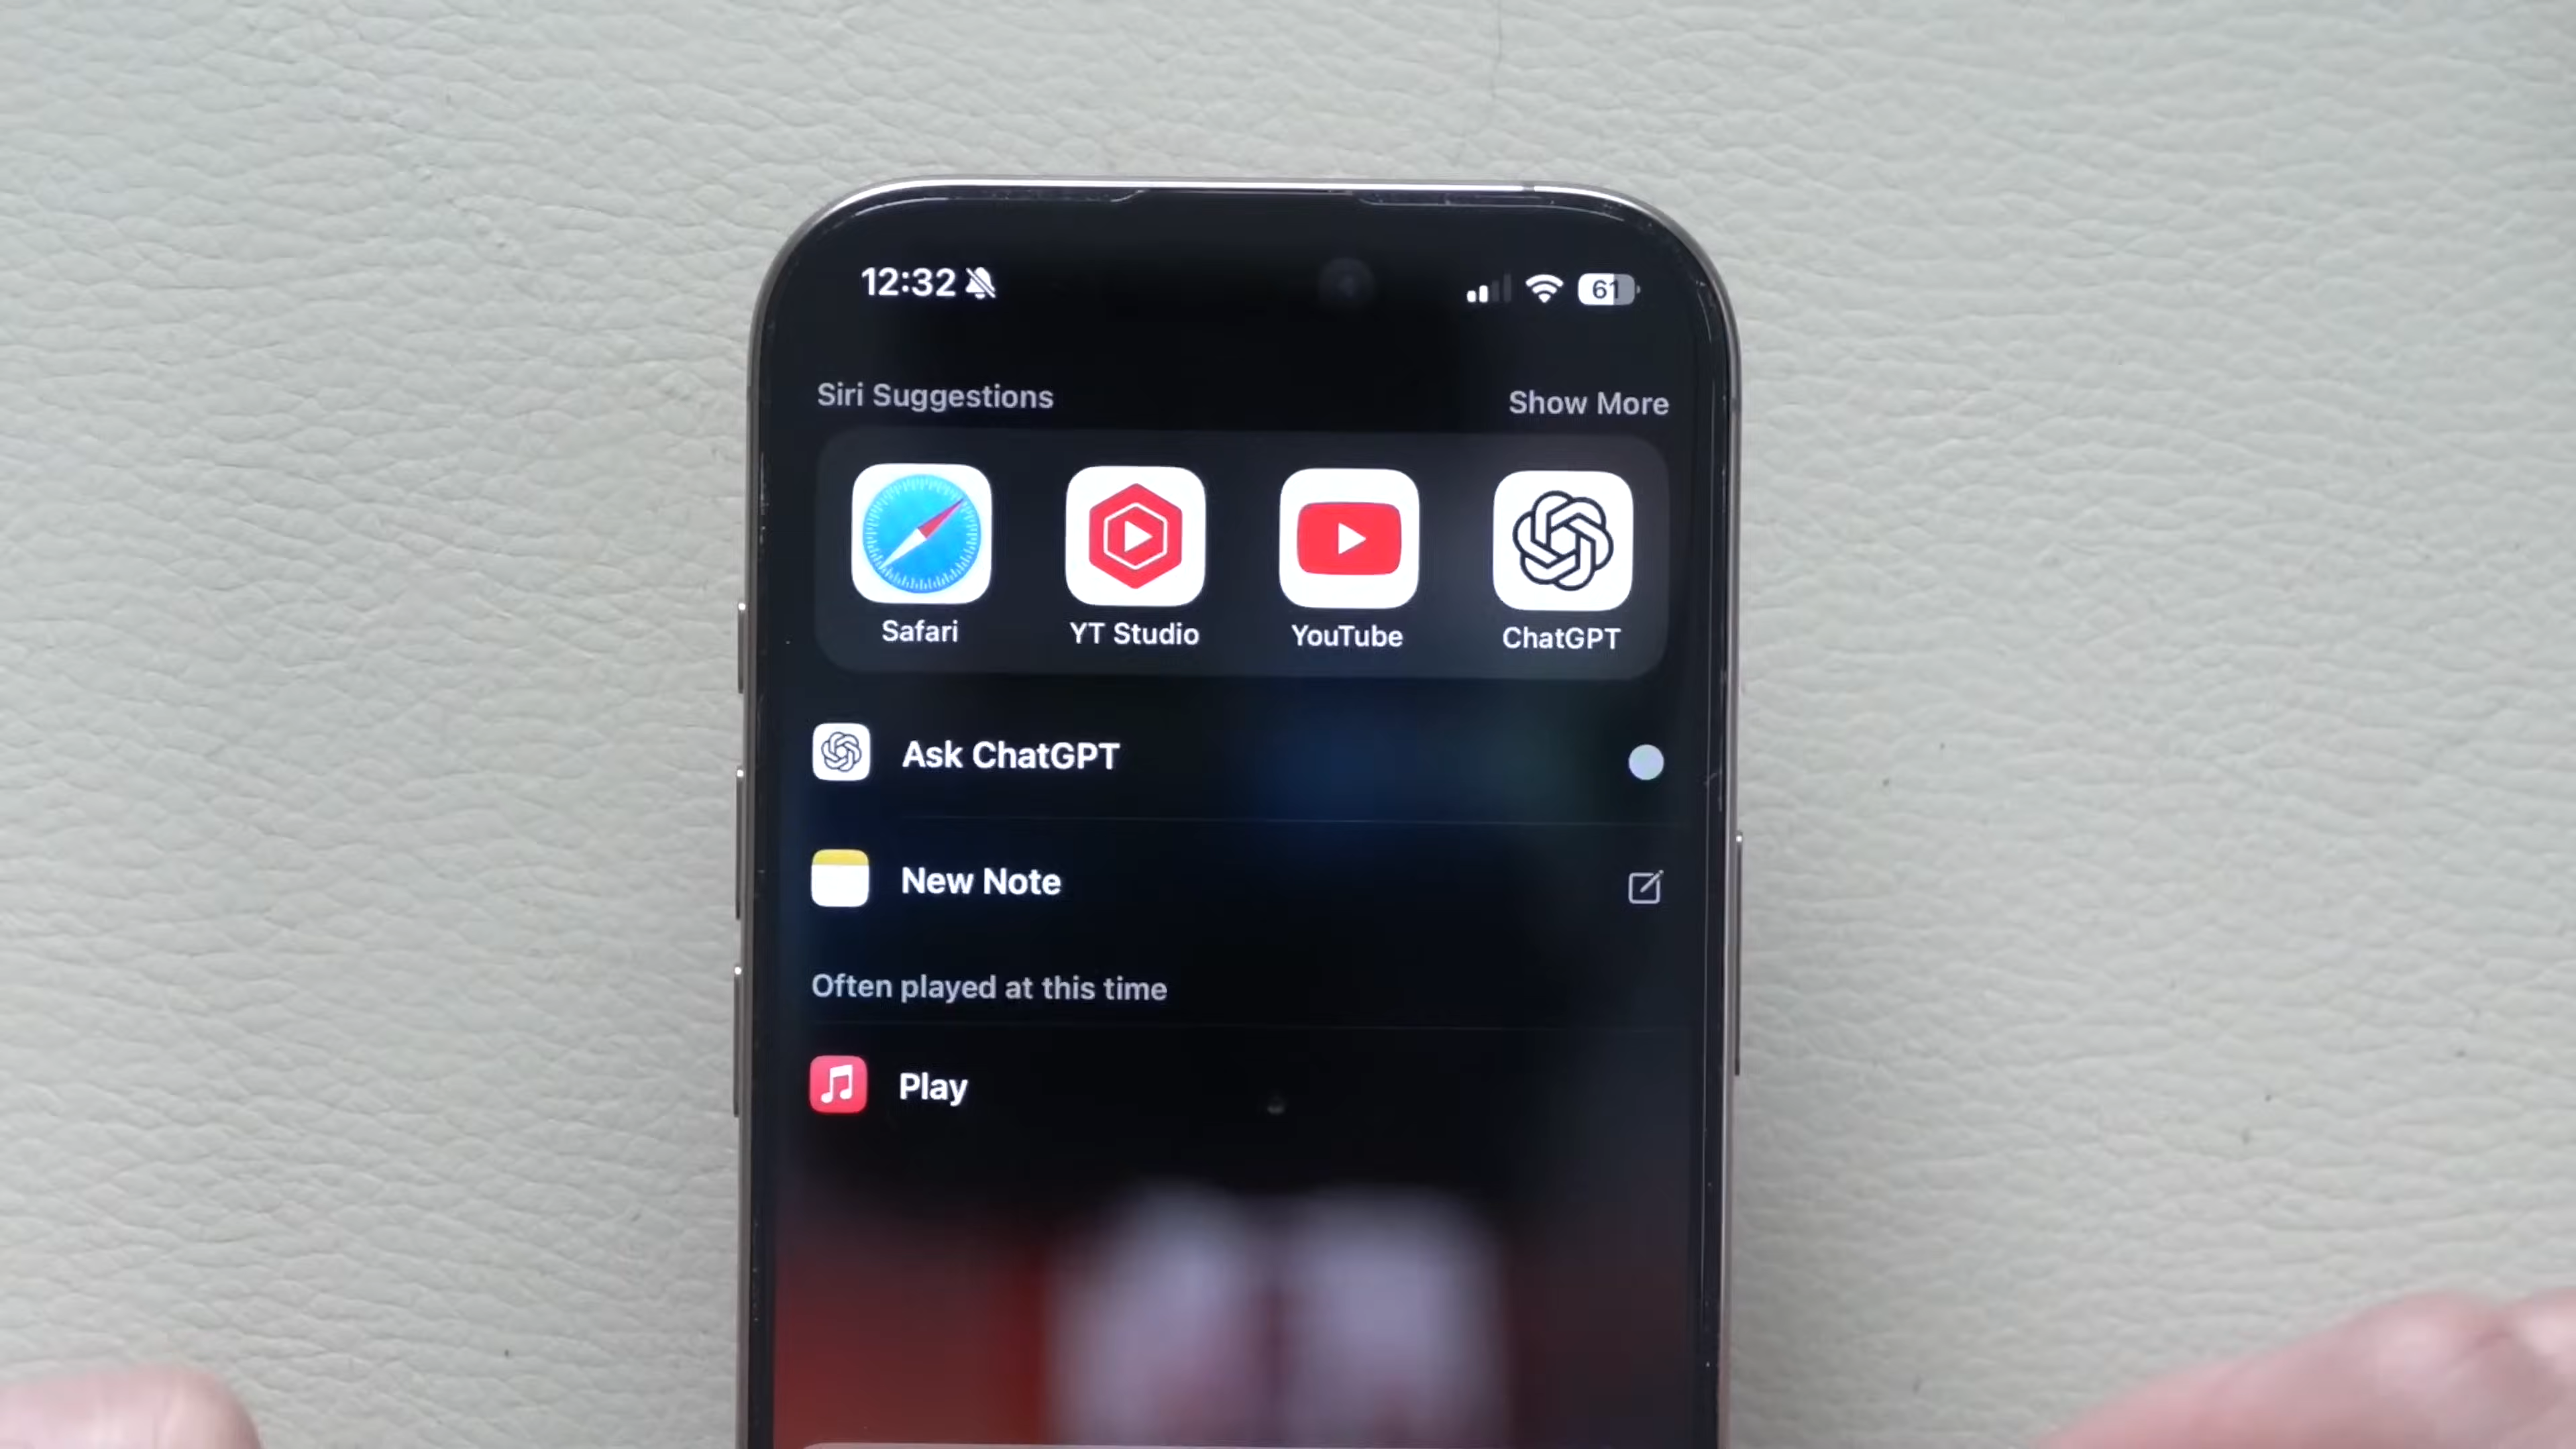 12:32
61
Siri Suggestions
Show More
Safari
YT Studio
YouTube
ChatGPT
Ask ChatGPT
New Note
Often played at this time
Play